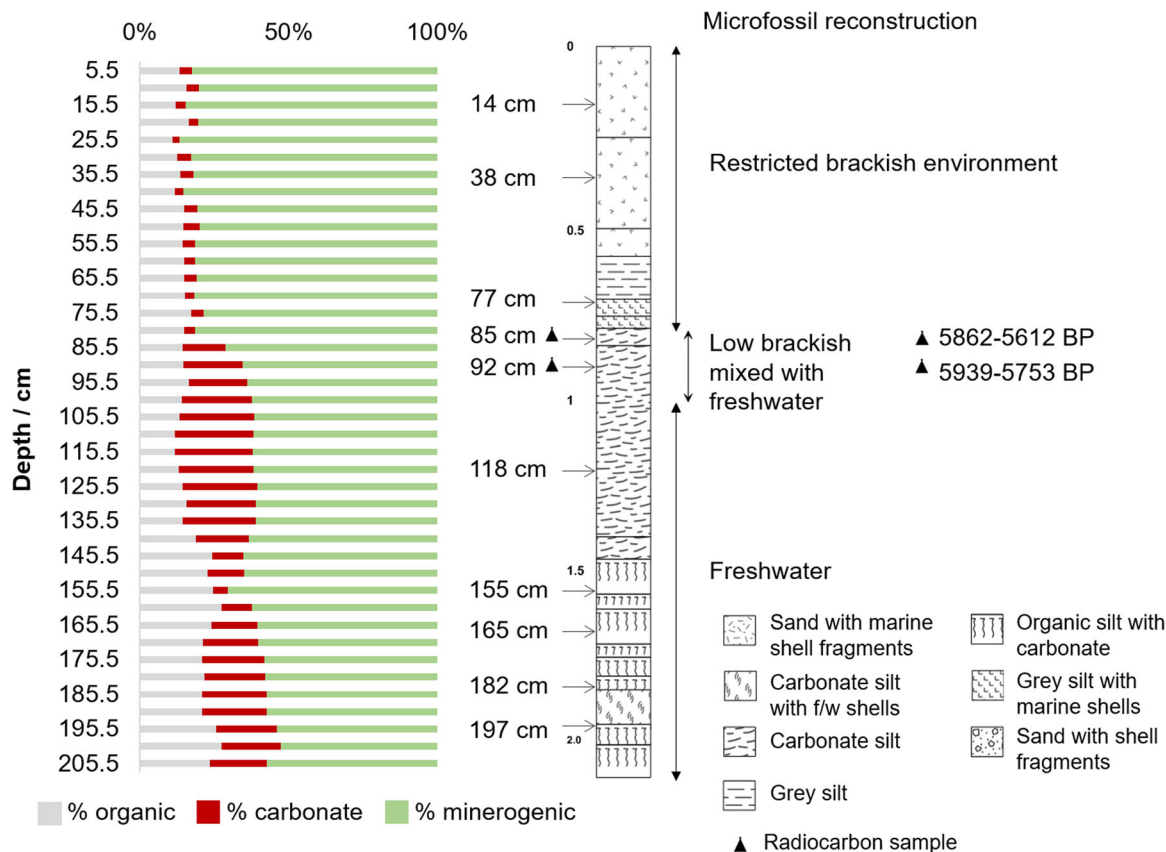 0% 50% 100%
Microfossil reconstruction
Depth / cm
5.5
15.5
25.5
35.5
45.5
55.5
65.5
75.5
85.5
95.5
105.5
115.5
125.5
135.5
145.5
155.5
165.5
175.5
185.5
195.5
205.5
% organic % carbonate % minerogenic
14 cm
38 cm
77 cm
85 cm
92 cm
118 cm
155 cm
165 cm
182 cm
197 cm
0
0.5
1
1.5
2.0
Restricted brackish environment
Low brackish
mixed with
freshwater
5862-5612 BP
5939-5753 BP
Freshwater
Sand with marine
shell fragments
Carbonate silt
with f/w shells
Carbonate silt
Grey silt
Organic silt with
carbonate
Grey silt with
marine shells
Sand with shell
fragments
Radiocarbon sample